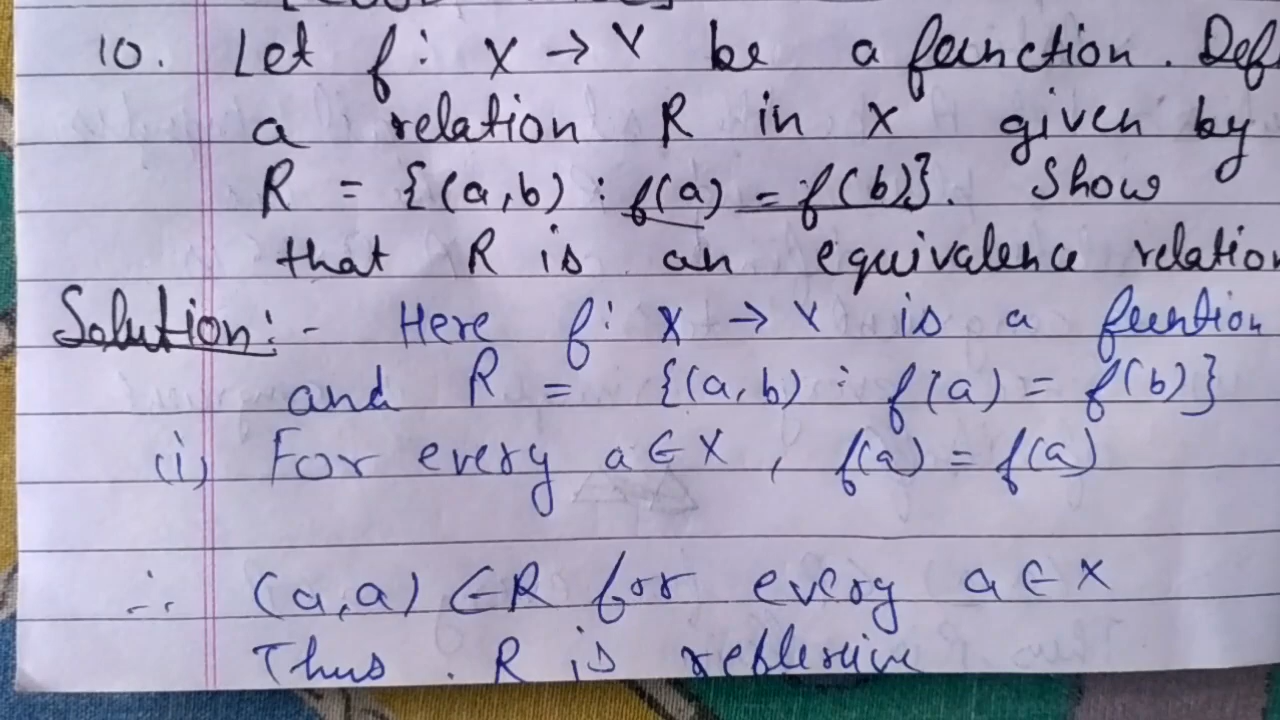 10. Let f: X → Y be a function. Def
a relation R in X given by
R = {(a,b) : f(a) = f(b)}. Show
that R is an equivalence relation
Solution:- Here f: X → Y is a funtion
and R = {(a,b) : f(a) = f(b)}
(i) For every a ∈ X, f(a) = f(a)
∴ (a,a) ∈ R for every a ∈ X
Thus. R is reflexive